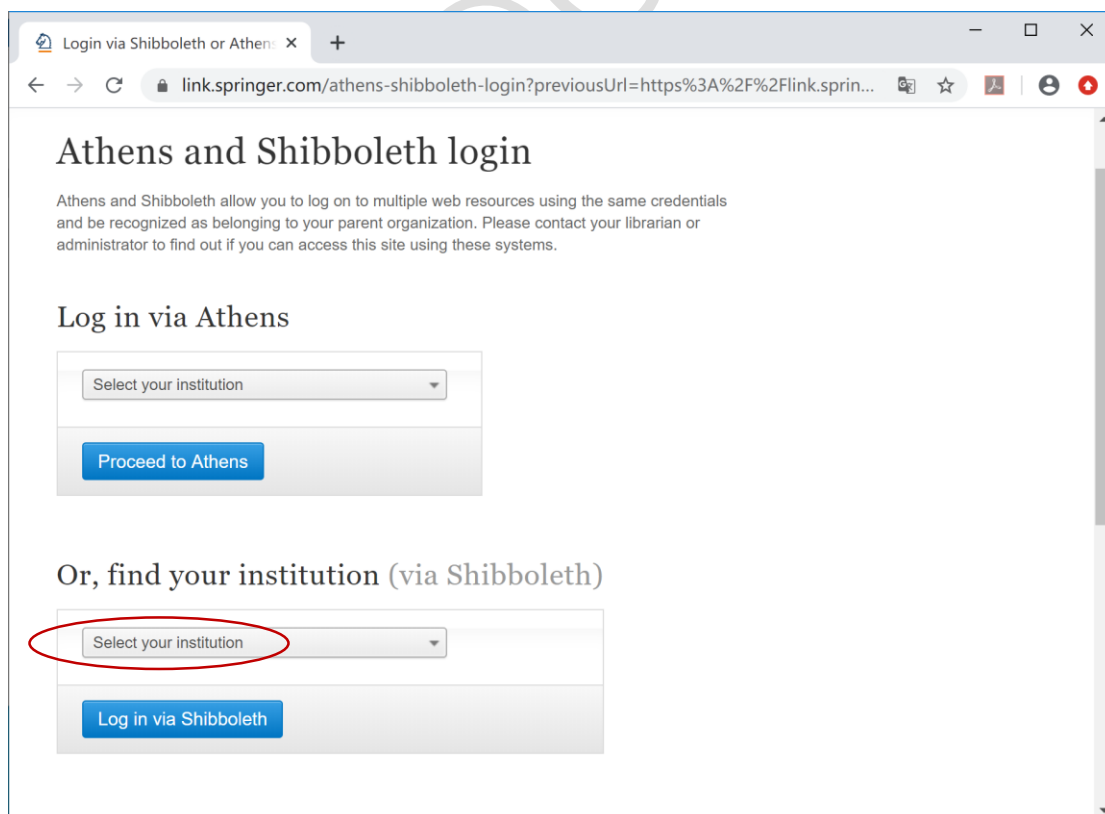 Login via Shibboleth or Athens
link.springer.com/athens-shibboleth-login?previousUrl=https%3A%2F%2Flink.sprin...
Athens and Shibboleth login
Athens and Shibboleth allow you to log on to multiple web resources using the same credentials
and be recognized as belonging to your parent organization. Please contact your librarian or
administrator to find out if you can access this site using these systems.
Log in via Athens
Select your institution
Proceed to Athens
Or, find your institution (via Shibboleth)
Select your institution
Log in via Shibboleth